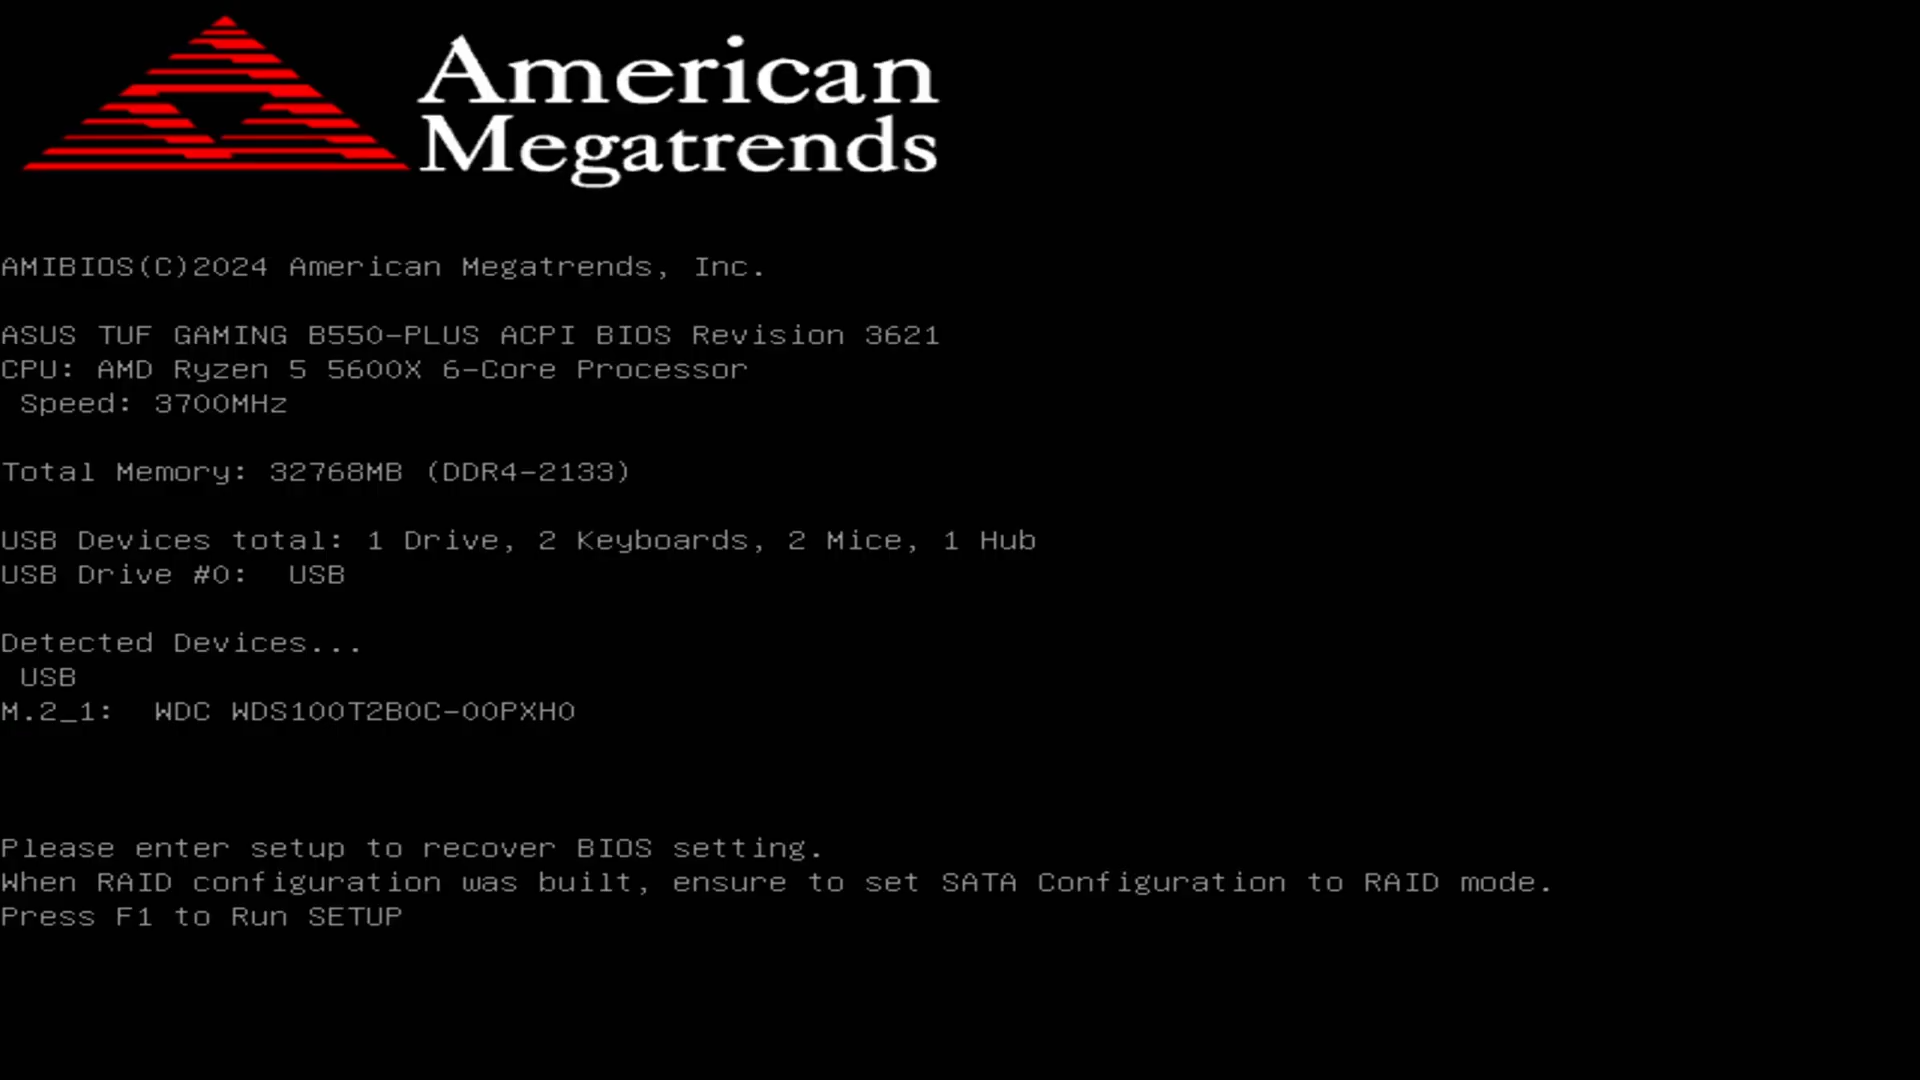 American
Megatrends
AMIBIOS(C)2024 American Megatrends, Inc.
ASUS TUF GAMING B550-PLUS ACPI BIOS Revision 3621
CPU: AMD Ryzen 5 5600X 6-Core Processor
Speed: 3700MHz
Total Memory: 32768MB (DDR4-2133)
USB Devices total: 1 Drive, 2 Keyboards, 2 Mice, 1 Hub
USB Drive #0: USB
Detected Devices...
USB
M.2_1: WDC WDS100T2B0C-00PXH0
Please enter setup to recover BIOS setting.
When RAID configuration was built, ensure to set SATA Configuration to RAID mode.
Press F1 to Run SETUP